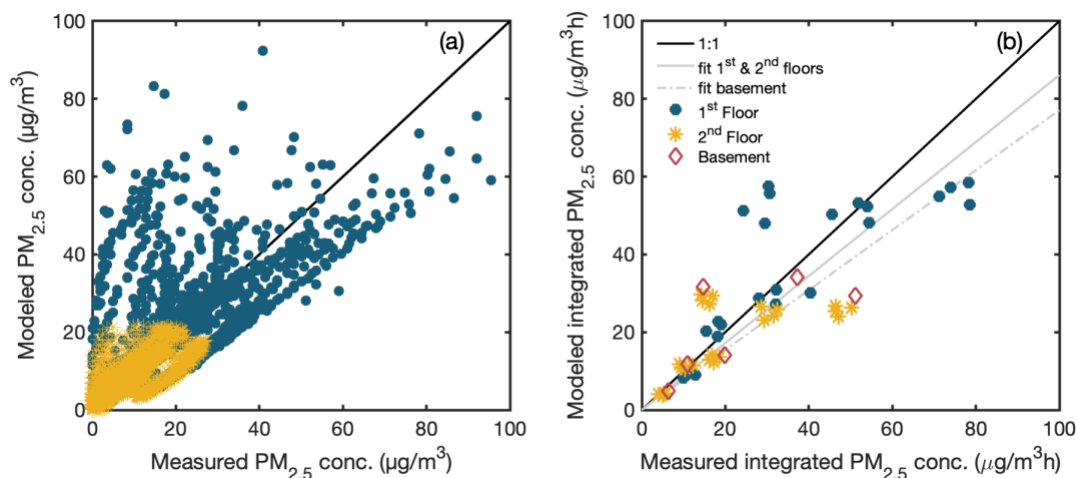 (a)
Modeled PM2.5 conc. (µg/m3)
100
80
60
40
20
0
0 20 40 60 80 100
Measured PM2.5 conc. (µg/m3)
(b)
Modeled integrated PM2.5 conc. (µg/m3h)
100
80
60
40
20
0
1:1
fit 1st & 2nd floors
fit basement
1st Floor
2nd Floor
Basement
0 20 40 60 80 100
Measured integrated PM2.5 conc. (µg/m3h)